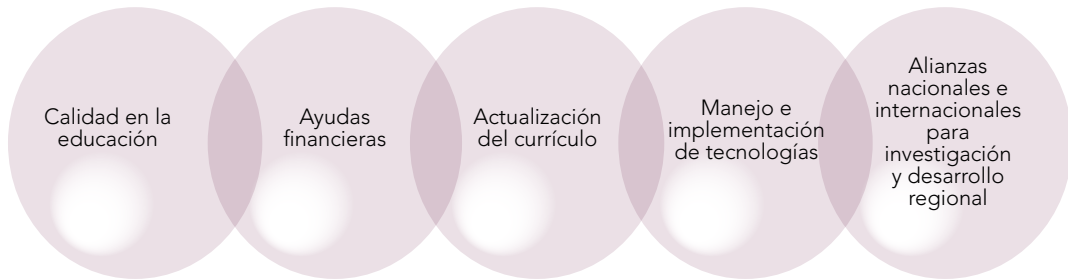 Calidad en la
educación
Ayudas
financieras
Actualización
del currículo
Manejo e
implementación
de tecnologías
Alianzas
nacionales e
internacionales
para
investigación
y desarrollo
regional